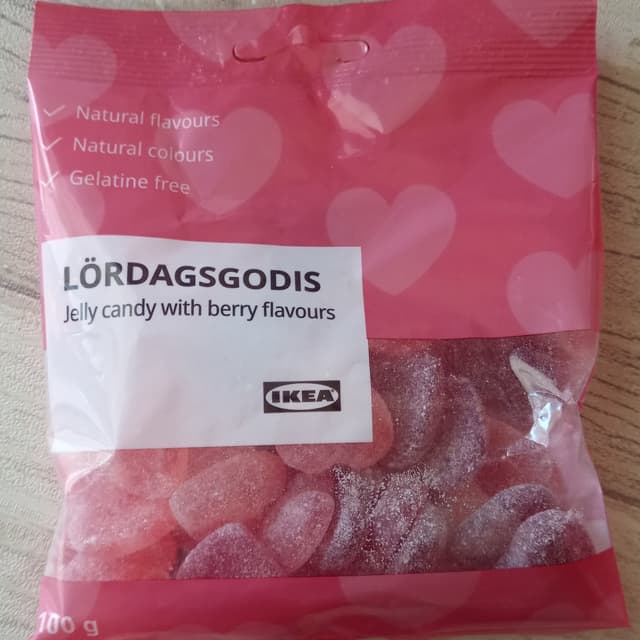 Natural flavours
Natural colours
Gelatine free
LÖRDAGSGODIS
Jelly candy with berry flavours
IKEA
100 g